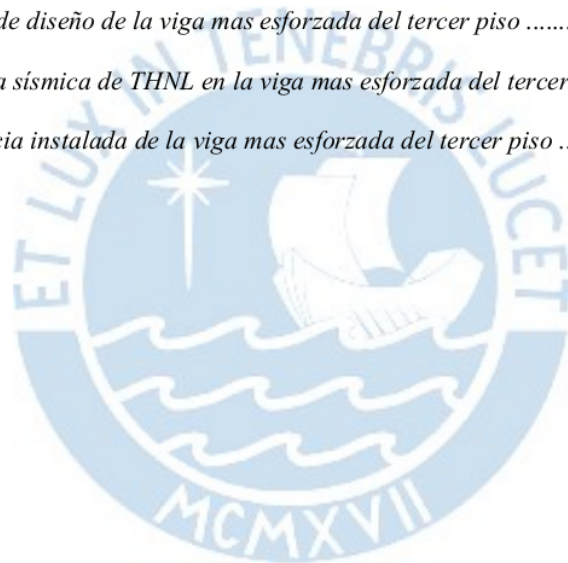 de diseño de la viga mas esforzada del tercer piso .......
a sísmica de THNL en la viga mas esforzada del tercer
cia instalada de la viga mas esforzada del tercer piso ..
ET LUX IN TENEBRIS LUCET
MCMXVII